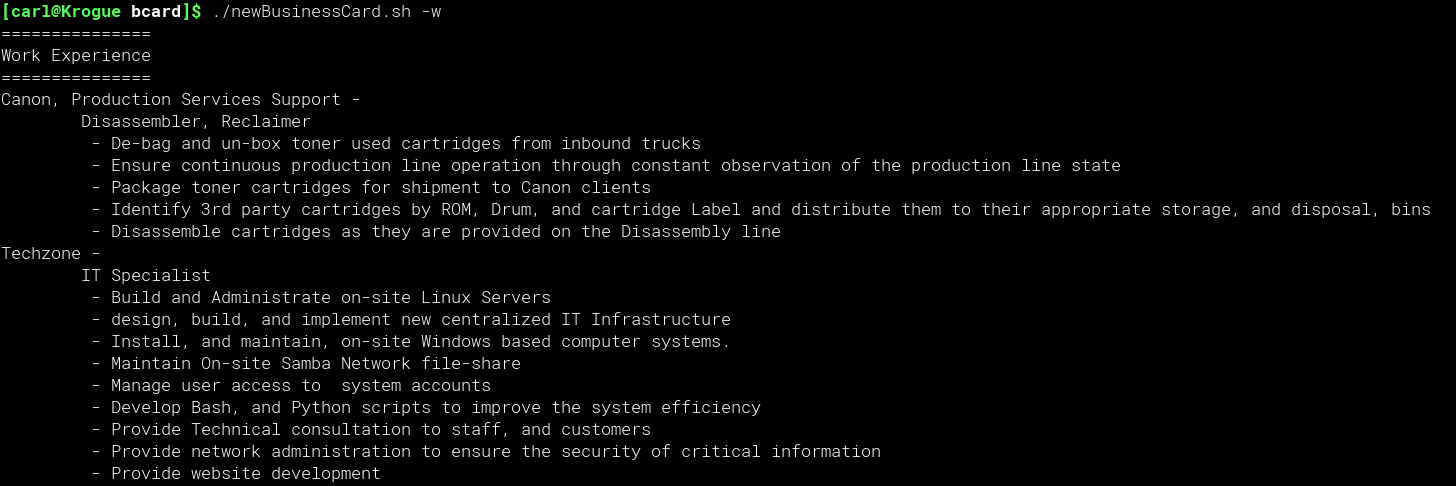 [carl@Krogue bcard]$ ./newBusinessCard.sh -w
===============
Work Experience
===============
Canon, Production Services Support -
        Disassembler, Reclaimer
         - De-bag and un-box toner used cartridges from inbound trucks
         - Ensure continuous production line operation through constant observation of the production line state
         - Package toner cartridges for shipment to Canon clients
         - Identify 3rd party cartridges by ROM, Drum, and cartridge Label and distribute them to their appropriate storage, and disposal, bins
         - Disassemble cartridges as they are provided on the Disassembly line
Techzone -
        IT Specialist
         - Build and Administrate on-site Linux Servers
         - design, build, and implement new centralized IT Infrastructure
         - Install, and maintain, on-site Windows based computer systems.
         - Maintain On-site Samba Network file-share
         - Manage user access to  system accounts
         - Develop Bash, and Python scripts to improve the system efficiency
         - Provide Technical consultation to staff, and customers
         - Provide network administration to ensure the security of critical information
         - Provide website development